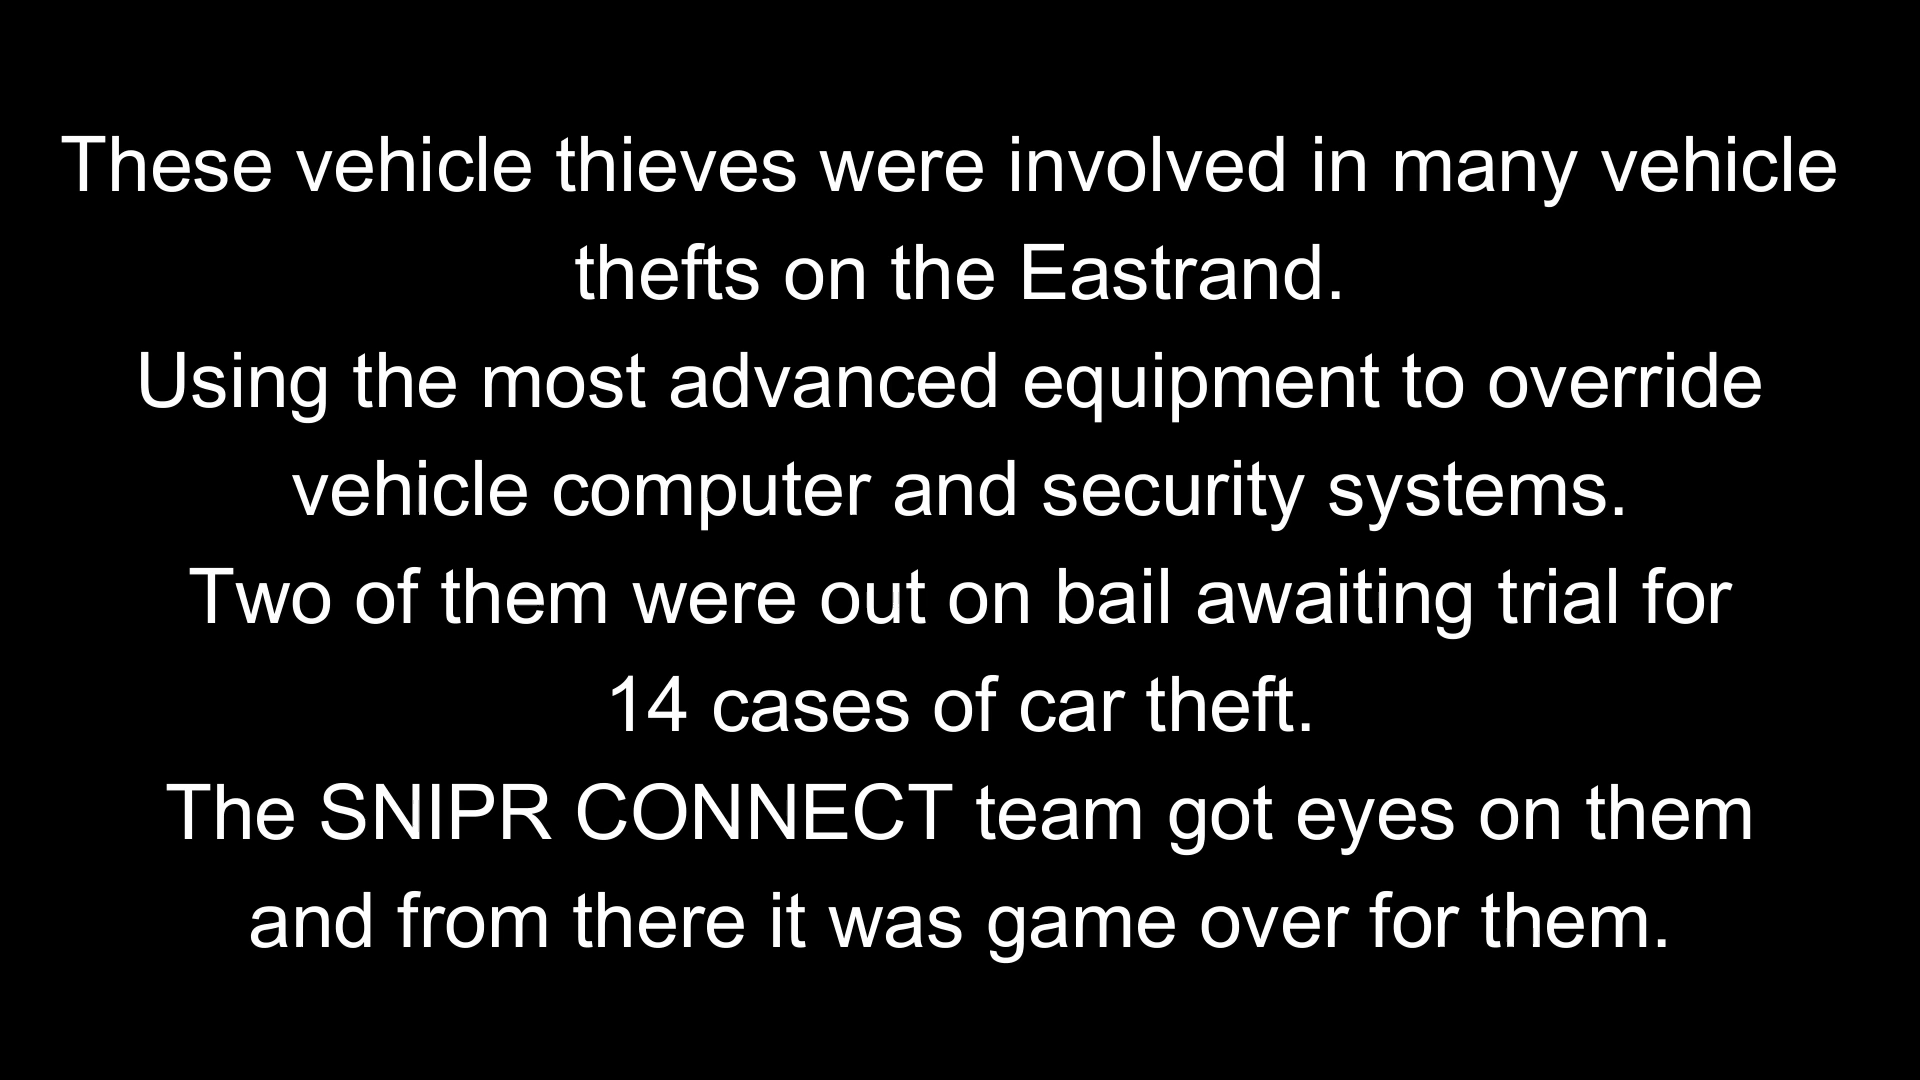 These vehicle thieves were involved in many vehicle
thefts on the Eastrand.
Using the most advanced equipment to override
vehicle computer and security systems.
Two of them were out on bail awaiting trial for
14 cases of car theft.
The SNIPR CONNECT team got eyes on them
and from there it was game over for them.